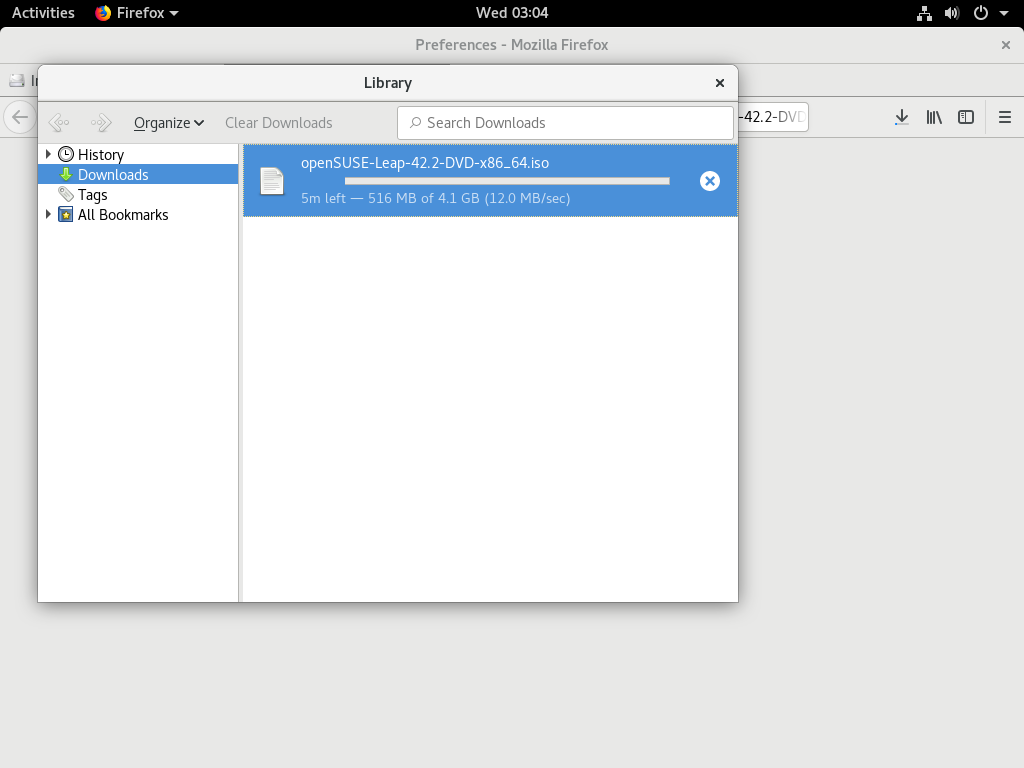 Activities Firefox Wed 03:04
Preferences - Mozilla Firefox
Library
Organize Clear Downloads Search Downloads
-42.2-DVD
History
Downloads
Tags
All Bookmarks
openSUSE-Leap-42.2-DVD-x86_64.iso
5m left — 516 MB of 4.1 GB (12.0 MB/sec)